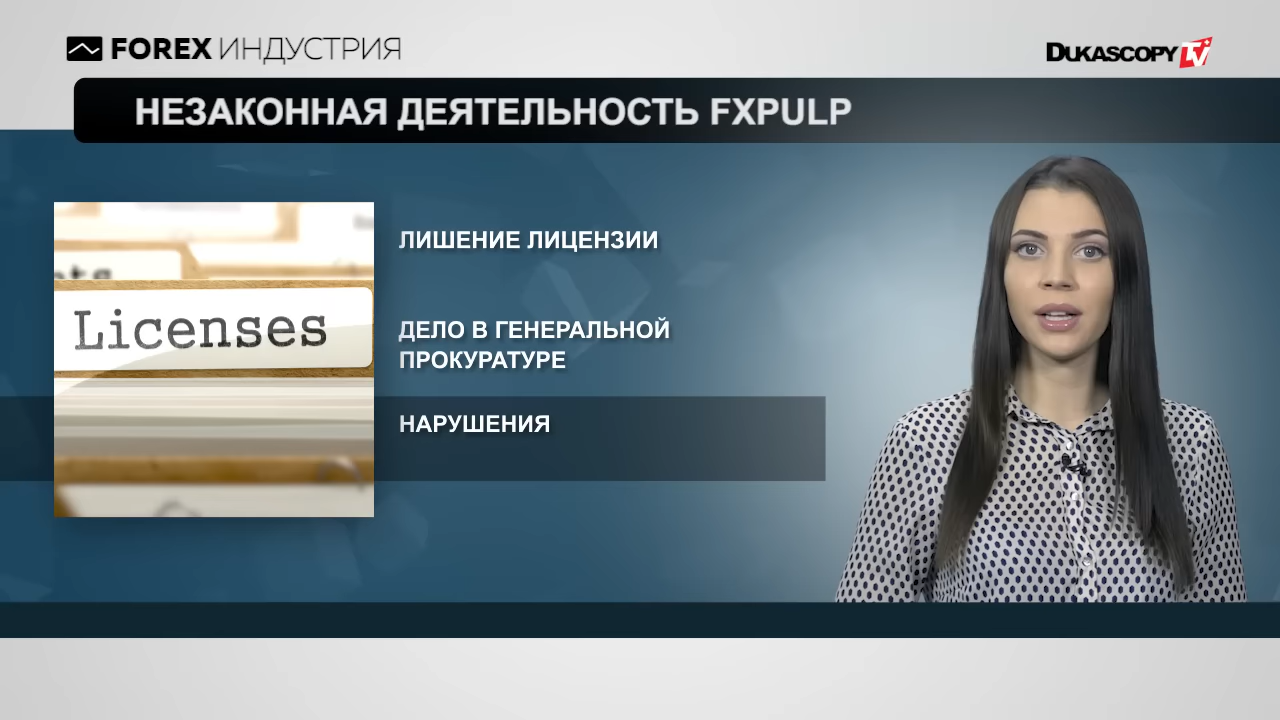 FOREX ИНДУСТРИЯ
DUKASCOPY TV
НЕЗАКОННАЯ ДЕЯТЕЛЬНОСТЬ FXPULP
ЛИШЕНИЕ ЛИЦЕНЗИИ
Licenses
ДЕЛО В ГЕНЕРАЛЬНОЙ
ПРОКУРАТУРЕ
НАРУШЕНИЯ